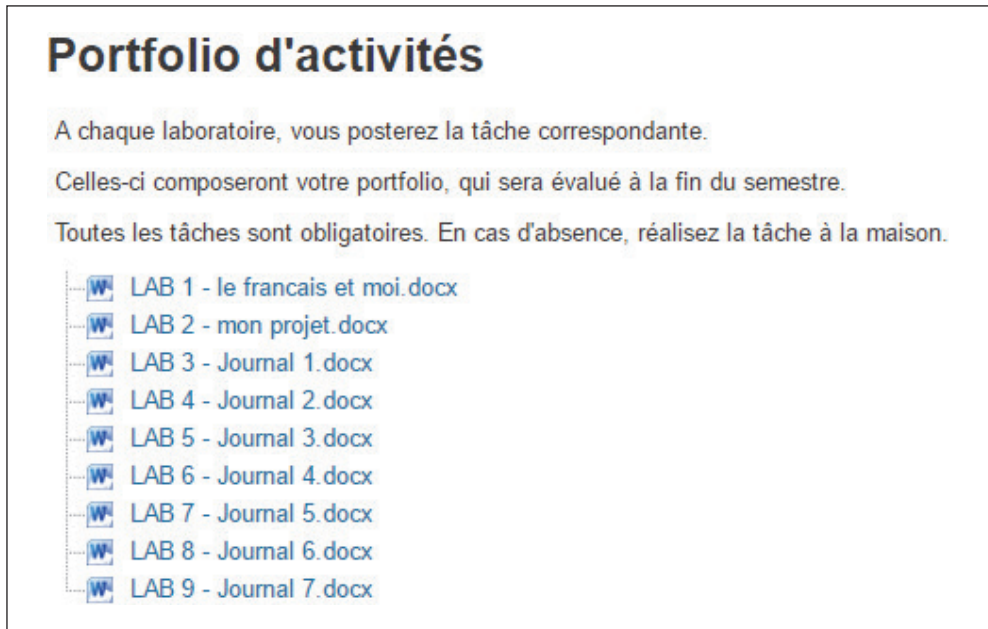 Portfolio d'activités
A chaque laboratoire, vous posterez la tâche correspondante.
Celles-ci composeront votre portfolio, qui sera évalué à la fin du semestre.
Toutes les tâches sont obligatoires. En cas d'absence, réalisez la tâche à la maison.
LAB 1 - le francais et moi.docx
LAB 2 - mon projet.docx
LAB 3 - Journal 1.docx
LAB 4 - Journal 2.docx
LAB 5 - Journal 3.docx
LAB 6 - Journal 4.docx
LAB 7 - Journal 5.docx
LAB 8 - Journal 6.docx
LAB 9 - Journal 7.docx